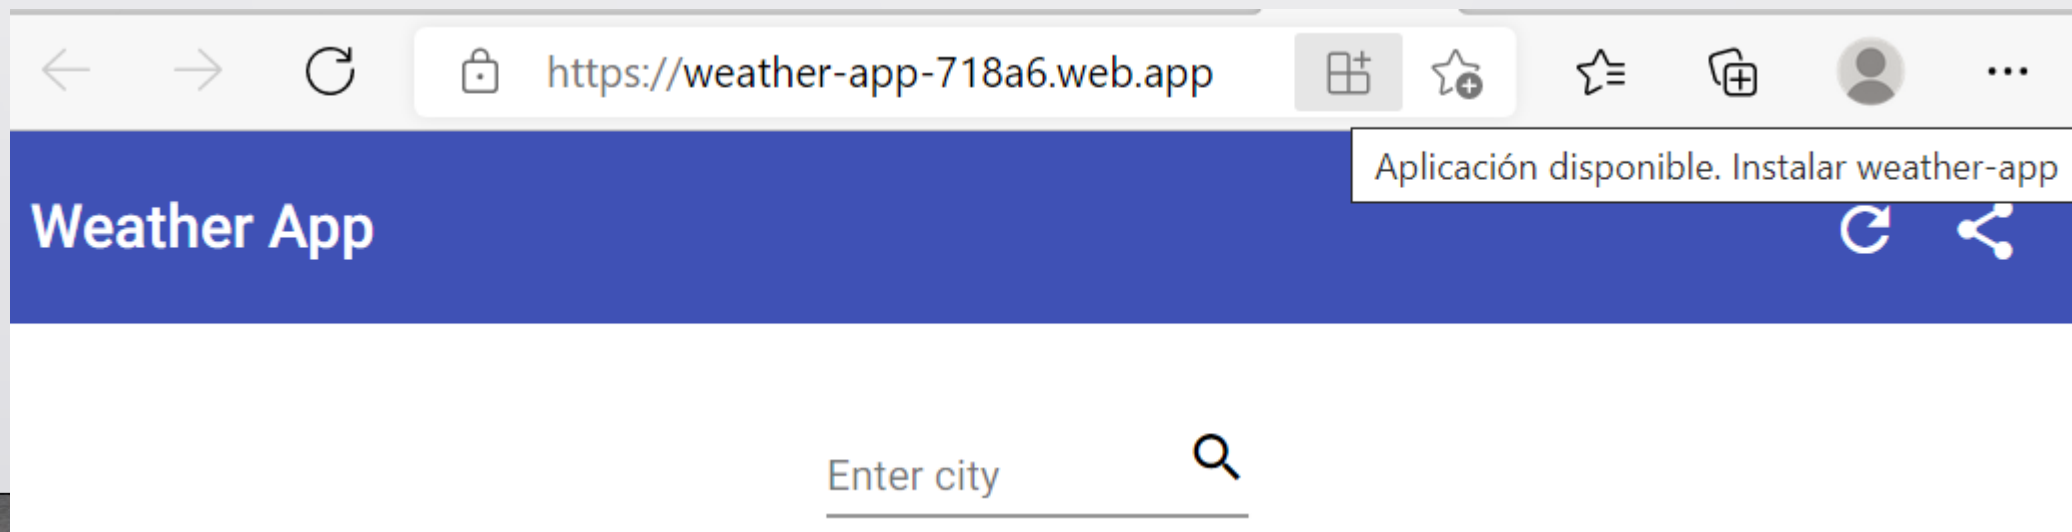 https://weather-app-718a6.web.app
Aplicación disponible. Instalar weather-app
Weather App
Enter city